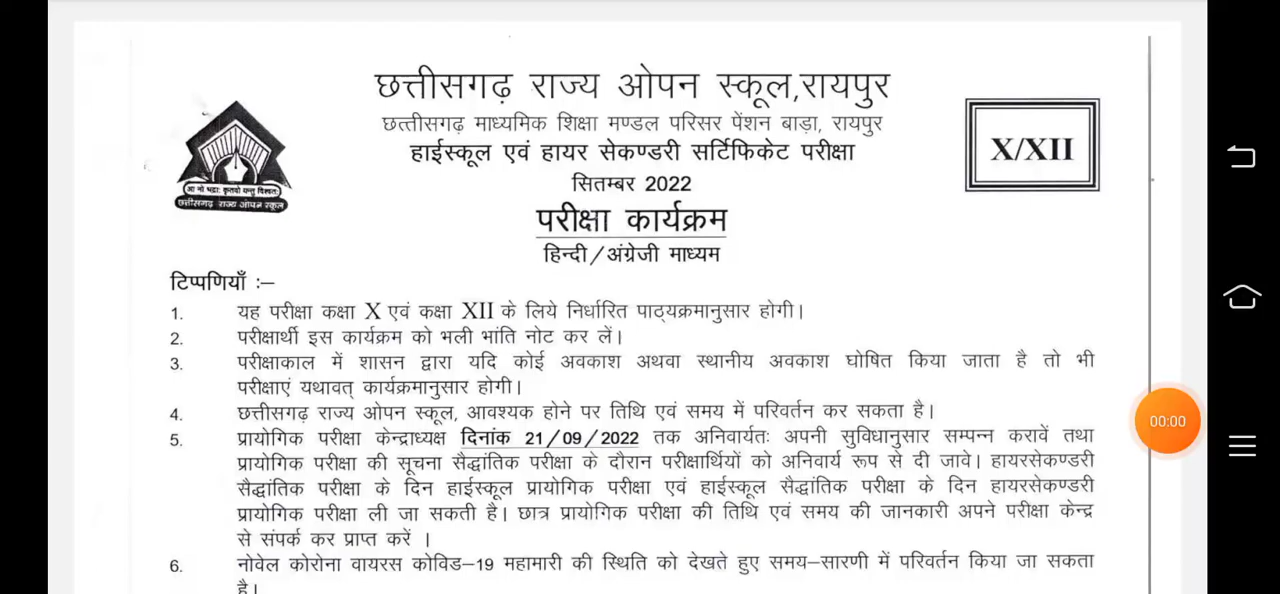 छत्तीसगढ़ राज्य ओपन स्कूल,रायपुर
छत्तीसगढ़ माध्यमिक शिक्षा मण्डल परिसर पेंशन बाड़ा, रायपुर
हाईस्कूल एवं हायर सेकण्डरी सर्टिफिकेट परीक्षा
सितम्बर 2022
X/XII
आ नो भद्राः कृतवो यन्तु विश्वतः
छत्तीसगढ़ राज्य ओपन स्कूल
परीक्षा कार्यक्रम
हिन्दी/अंग्रेजी माध्यम
टिप्पणियाँ :–
1. यह परीक्षा कक्षा X एवं कक्षा XII के लिये निर्धारित पाठ्यक्रमानुसार होगी।
2. परीक्षार्थी इस कार्यक्रम को भली भांति नोट कर लें।
3. परीक्षाकाल में शासन द्वारा यदि कोई अवकाश अथवा स्थानीय अवकाश घोषित किया जाता है तो भी
परीक्षाएं यथावत् कार्यक्रमानुसार होगी।
4. छत्तीसगढ़ राज्य ओपन स्कूल, आवश्यक होने पर तिथि एवं समय में परिवर्तन कर सकता है।
5. प्रायोगिक परीक्षा केन्द्राध्यक्ष दिनांक 21/09/2022 तक अनिवार्यतः अपनी सुविधानुसार सम्पन्न करावें तथा
प्रायोगिक परीक्षा की सूचना सैद्धांतिक परीक्षा के दौरान परीक्षार्थियों को अनिवार्य रूप से दी जावे। हायरसेकण्डरी
सैद्धांतिक परीक्षा के दिन हाईस्कूल प्रायोगिक परीक्षा एवं हाईस्कूल सैद्धांतिक परीक्षा के दिन हायरसेकण्डरी
प्रायोगिक परीक्षा ली जा सकती है। छात्र प्रायोगिक परीक्षा की तिथि एवं समय की जानकारी अपने परीक्षा केन्द्र
से संपर्क कर प्राप्त करें ।
6. नोवेल कोरोना वायरस कोविड–19 महामारी की स्थिति को देखते हुए समय–सारणी में परिवर्तन किया जा सकता
है।
00:00